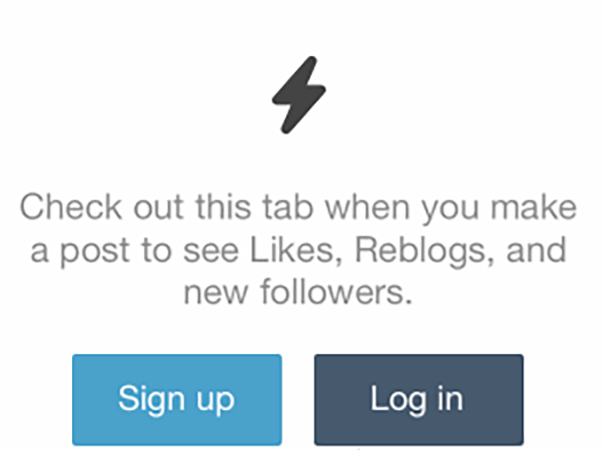 Check out this tab when you make
a post to see Likes, Reblogs, and
new followers.
Sign up Log in